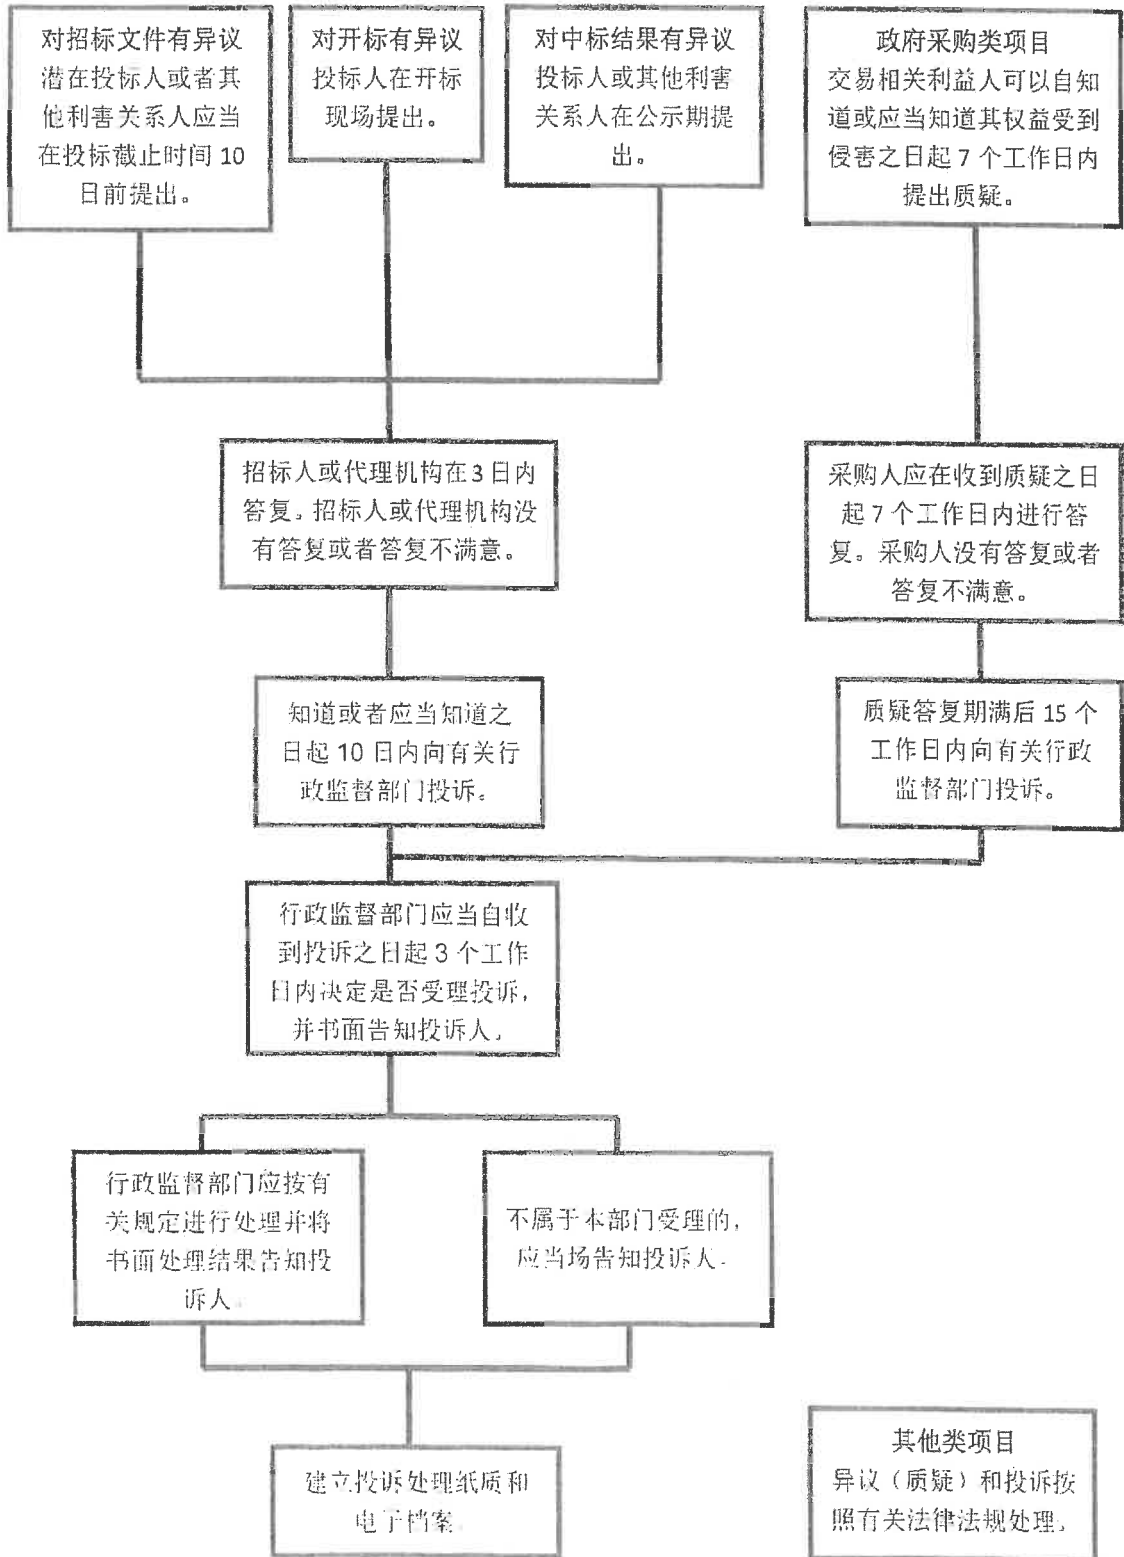 对招标文件有异议
潜在投标人或者其
他利害关系人应当
在投标截止时间 10
日前提出。
对开标有异议
投标人在开标
现场提出。
对中标结果有异议
投标人或其他利害
关系人在公示期提
出。
政府采购类项目
交易相关利益人可以自知
道或应当知道其权益受到
侵害之日起 7 个工作日内
提出质疑。
招标人或代理机构在 3 日内
答复。招标人或代理机构没
有答复或者答复不满意。
采购人应在收到质疑之日
起 7 个工作日内进行答
复。采购人没有答复或者
答复不满意。
知道或者应当知道之
日起 10 日内向有关行
政监督部门投诉。
质疑答复期满后 15 个
工作日内向有关行政
监督部门投诉。
行政监督部门应当自收
到投诉之日起 3 个工作
日内决定是否受理投诉，
并书面告知投诉人。
行政监督部门应按有
关规定进行处理并将
书面处理结果告知投
诉人。
不属于本部门受理的，
应当场告知投诉人。
建立投诉处理纸质和
电子档案。
其他类项目
异议（质疑）和投诉按
照有关法律法规处理。